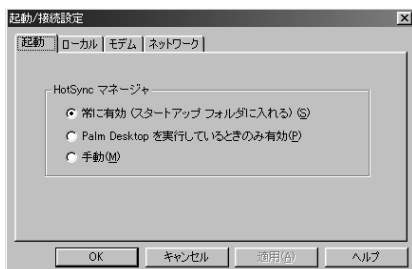 起動/接続設定
起動 ローカル モデム ネットワーク
HotSync マネージャ
常に有効 (スタートアップ フォルダに入れる) (S)
Palm Desktop を実行しているときのみ有効(P)
手動(M)
OK キャンセル 適用(A) ヘルプ